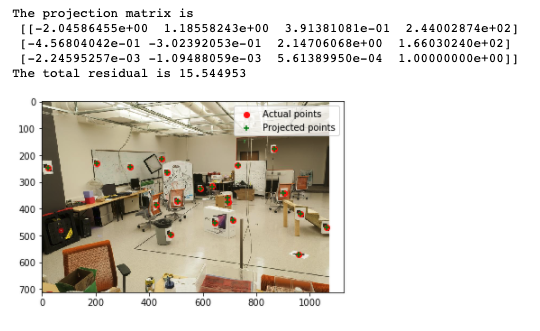 The projection matrix is
[[-2.04586455e+00 1.18558243e+00 3.91381081e-01 2.44002874e+02]
[-4.56804042e-01 -3.02392053e-01 2.14706068e+00 1.66030240e+02]
[-2.24595257e-03 -1.09488059e-03 5.61389950e-04 1.00000000e+00]]
The total residual is 15.544953
Actual points
Projected points
0
100
200
300
400
500
600
700
0 200 400 600 800 1000